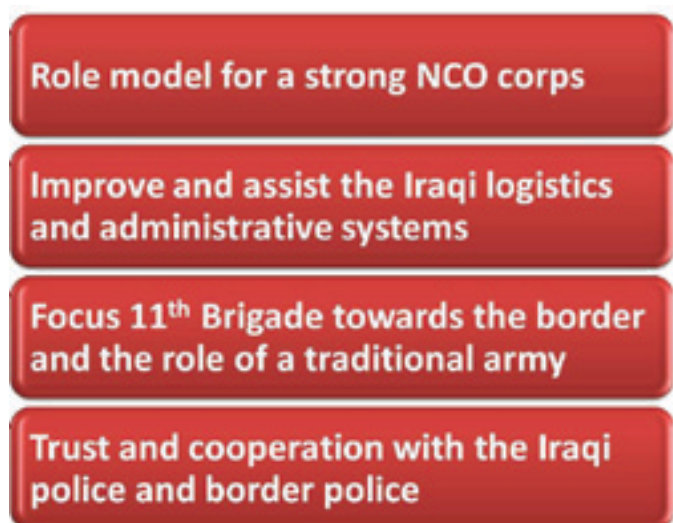 Role model for a strong NCO corps
Improve and assist the Iraqi logistics
and administrative systems
Focus 11th Brigade towards the border
and the role of a traditional army
Trust and cooperation with the Iraqi
police and border police